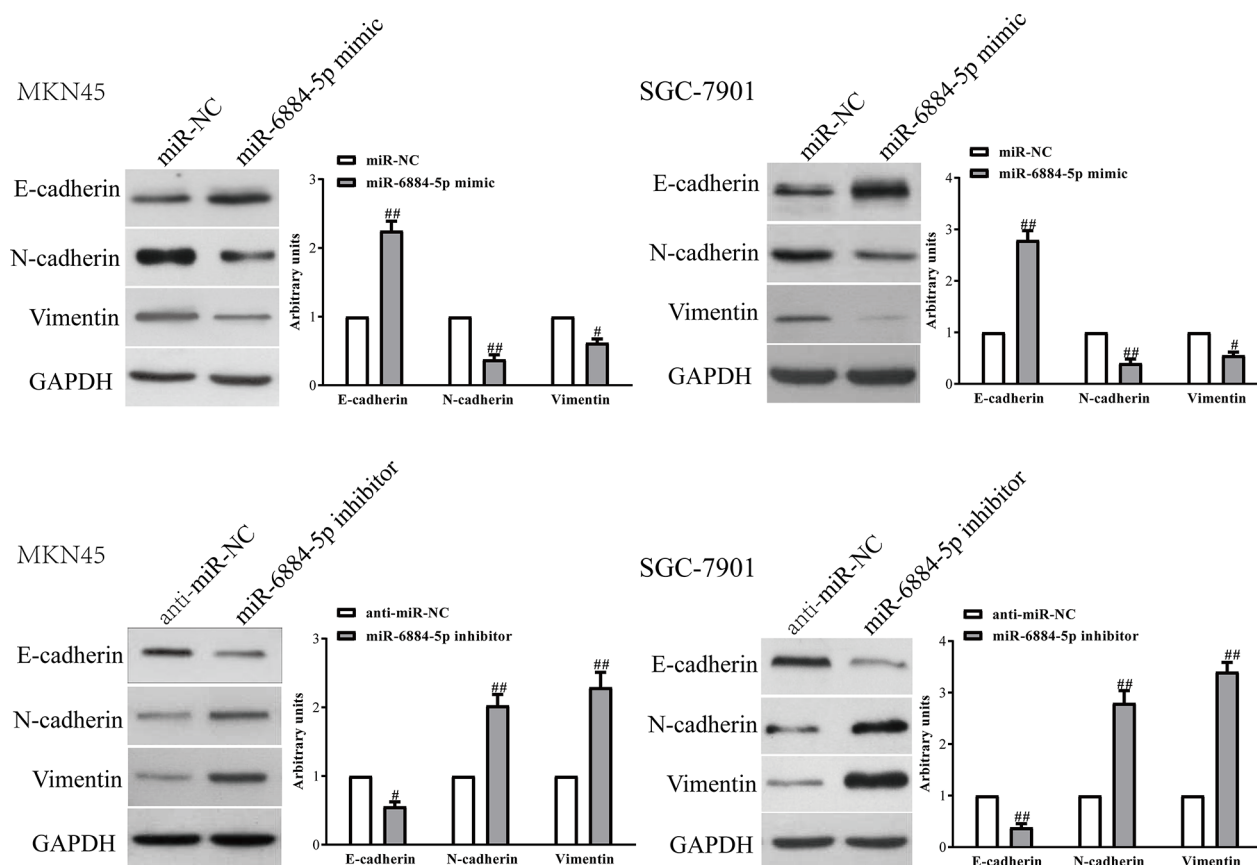 MKN45
miR-NC
miR-6884-5p mimic
E-cadherin
N-cadherin
Vimentin
GAPDH
miR-NC
miR-6884-5p mimic
Arbitrary units
3
2
1
0
##
##
#
E-cadherin
N-cadherin
Vimentin
SGC-7901
miR-NC
miR-6884-5p mimic
E-cadherin
N-cadherin
Vimentin
GAPDH
miR-NC
miR-6884-5p mimic
Arbitrary units
4
3
2
1
0
##
##
#
E-cadherin
N-cadherin
Vimentin
MKN45
anti-miR-NC
miR-6884-5p inhibitor
E-cadherin
N-cadherin
Vimentin
GAPDH
anti-miR-NC
miR-6884-5p inhibitor
Arbitrary units
3
2
1
0
#
##
##
E-cadherin
N-cadherin
Vimentin
SGC-7901
anti-miR-NC
miR-6884-5p inhibitor
E-cadherin
N-cadherin
Vimentin
GAPDH
anti-miR-NC
miR-6884-5p inhibitor
Arbitrary units
4
3
2
1
0
##
##
##
E-cadherin
N-cadherin
Vimentin